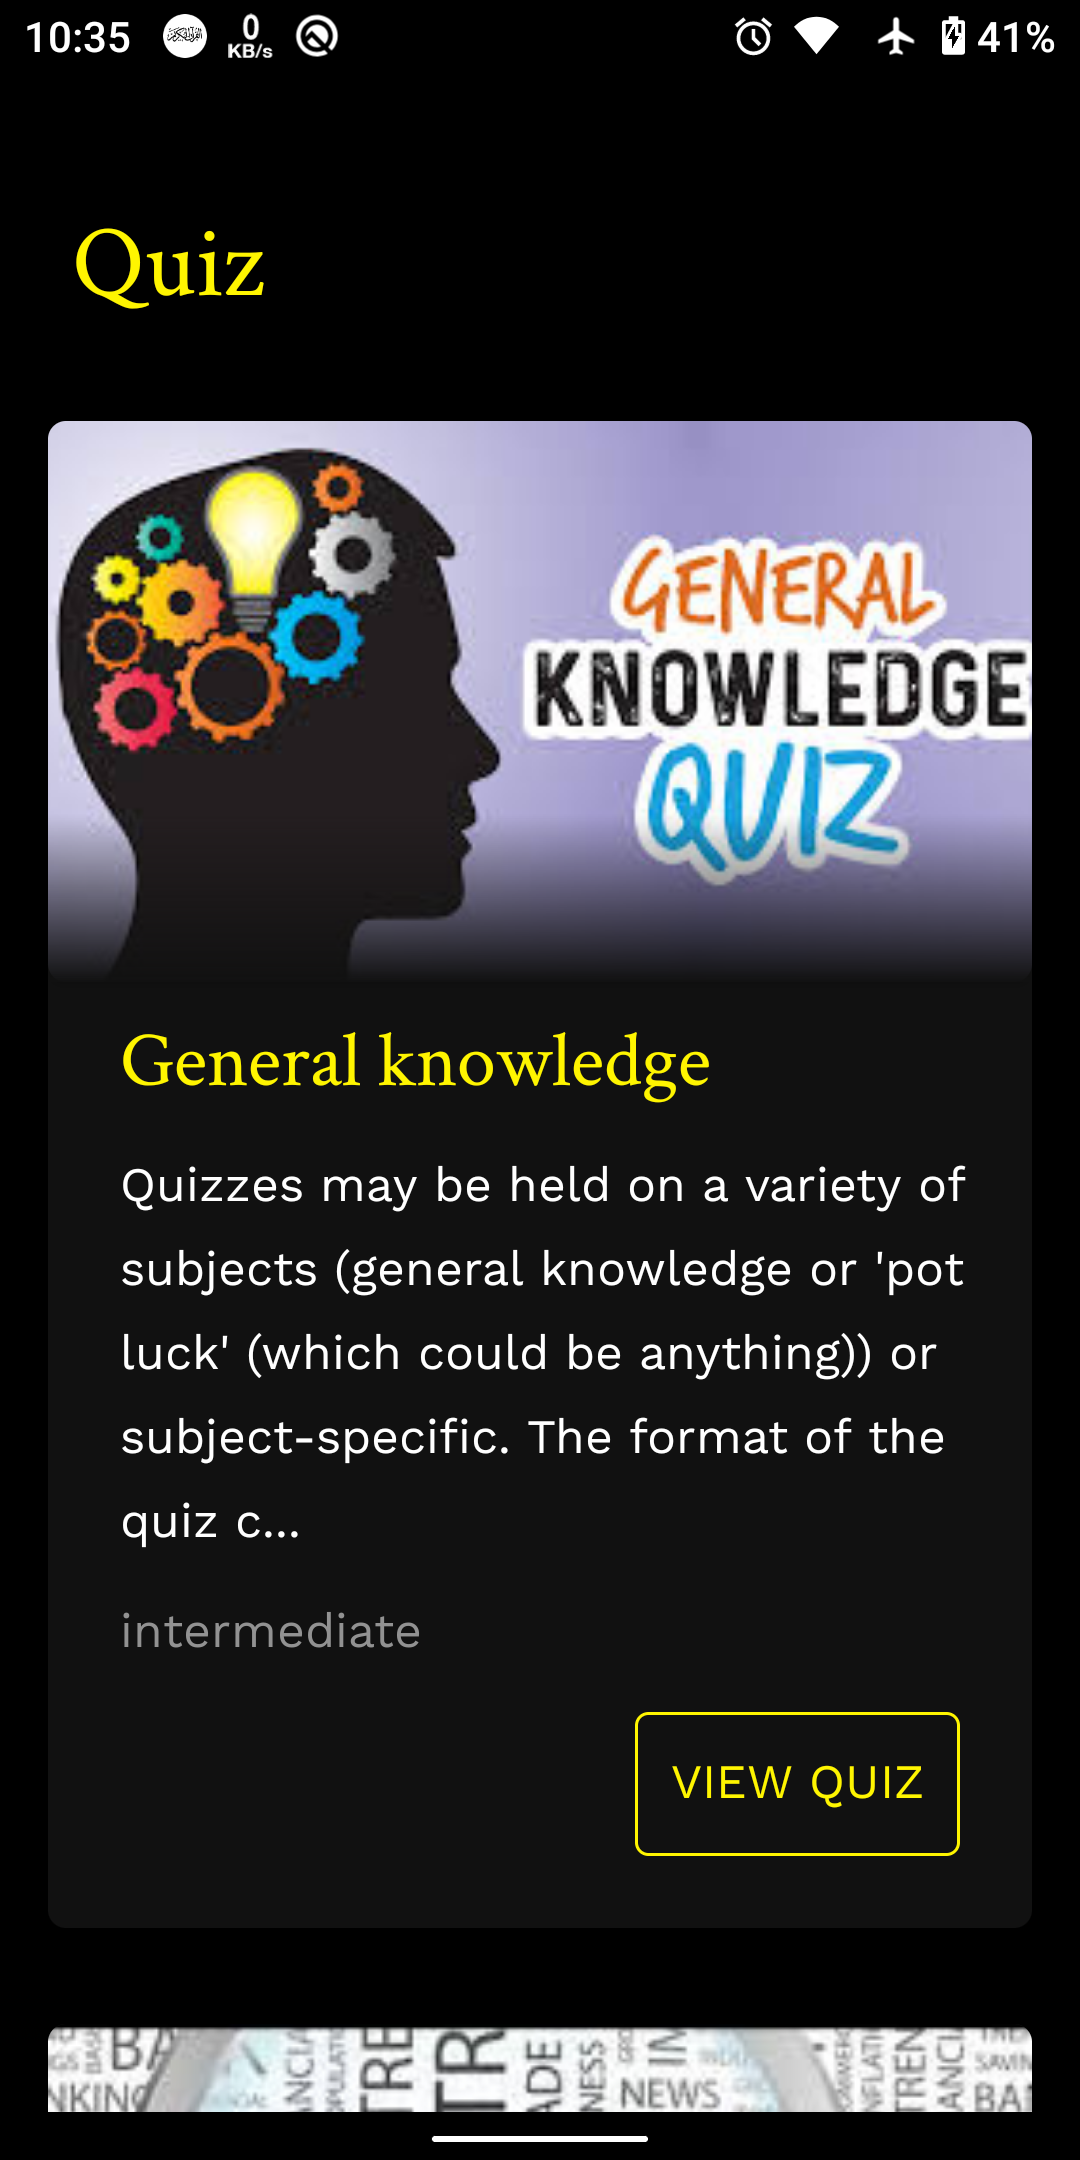 10:35
0
KB/s
41%
Quiz
GENERAL
KNOWLEDGE
QUIZ
General knowledge
Quizzes may be held on a variety of
subjects (general knowledge or 'pot
luck' (which could be anything)) or
subject-specific. The format of the
quiz c...
intermediate
VIEW QUIZ
NEWS